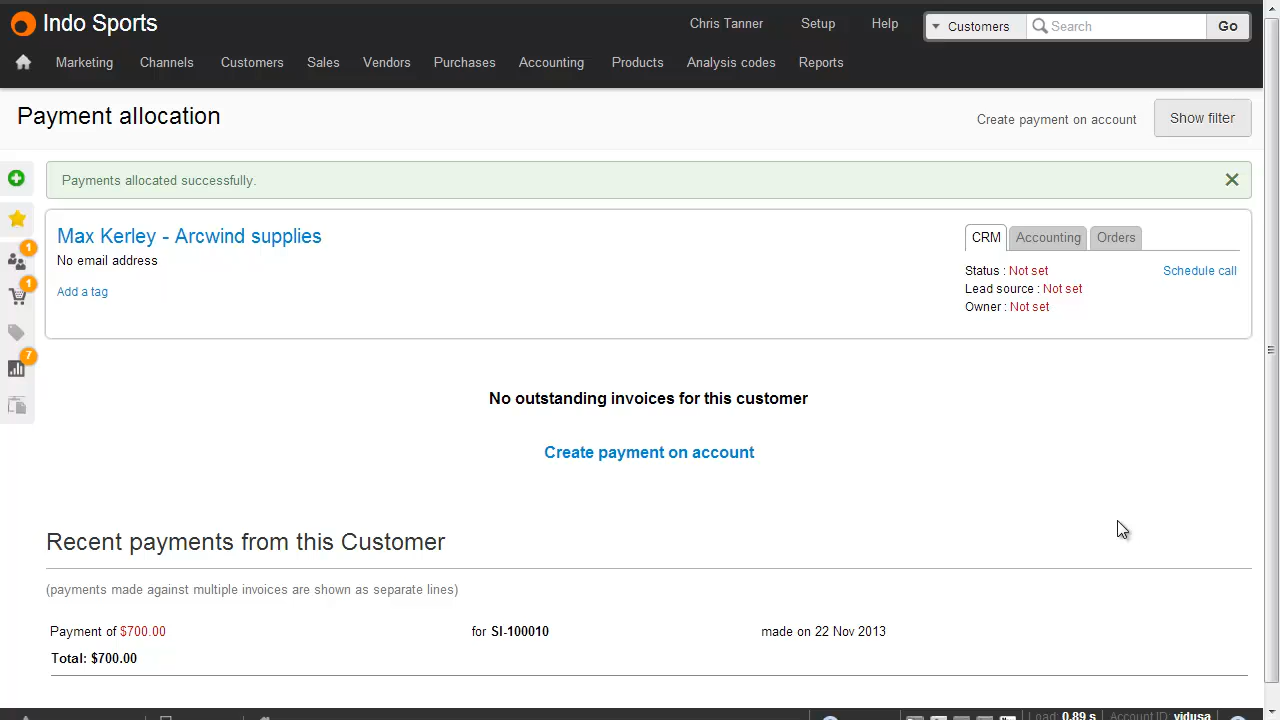 Indo Sports
Chris Tanner Setup Help Customers Search Go
Marketing Channels Customers Sales Vendors Purchases Accounting Products Analysis codes Reports
Payment allocation
Create payment on account Show filter
Payments allocated successfully.
Max Kerley - Arcwind supplies
No email address
Add a tag
CRM Accounting Orders
Status : Not set Schedule call
Lead source : Not set
Owner : Not set
1
1
7
No outstanding invoices for this customer
Create payment on account
Recent payments from this Customer
(payments made against multiple invoices are shown as separate lines)
Payment of $700.00 for SI-100010 made on 22 Nov 2013
Total: $700.00
Load: 0.89 s Account ID vidusa